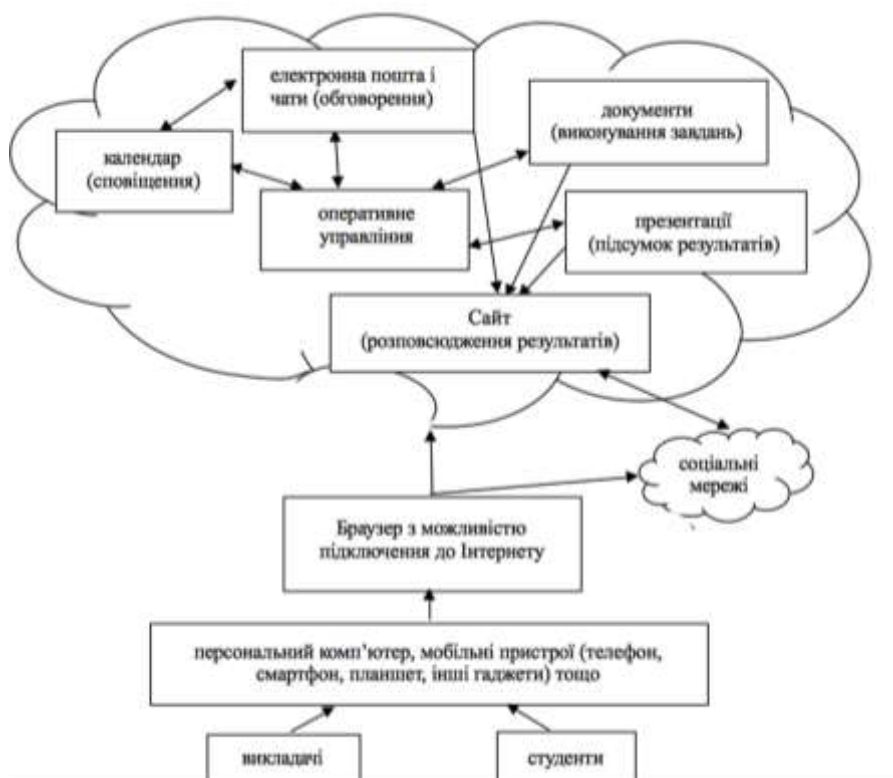 електронна пошта і
чати (обговорення)
документи
(виконування завдань)
календар
(сповіщення)
оперативне
управління
презентації
(підсумок результатів)
Сайт
(розповсюдження результатів)
соціальні
мережі
Браузер з можливістю
підключення до Інтернету
персональний комп’ютер, мобільні пристрої (телефон,
смартфон, планшет, інші гаджети) тощо
викладачі
студенти